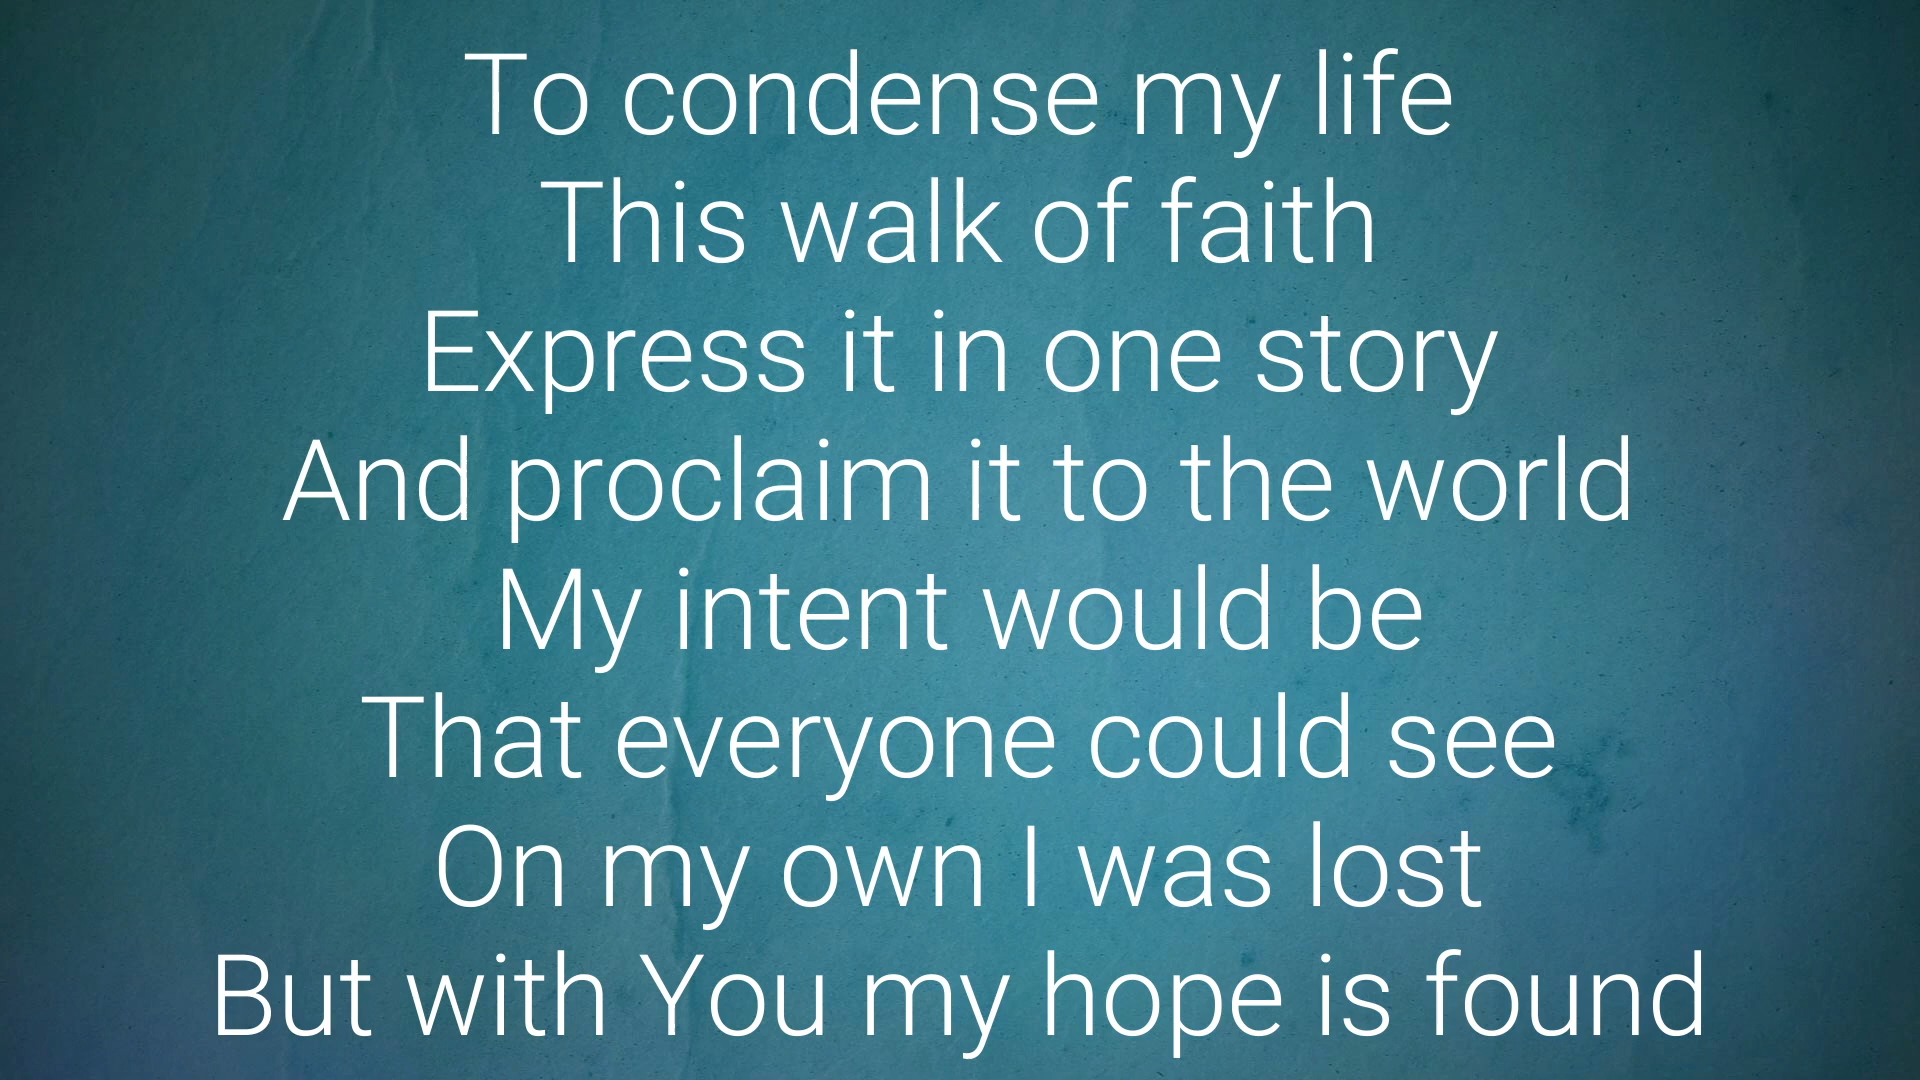 To condense my life
This walk of faith
Express it in one story
And proclaim it to the world
My intent would be
That everyone could see
On my own I was lost
But with You my hope is found